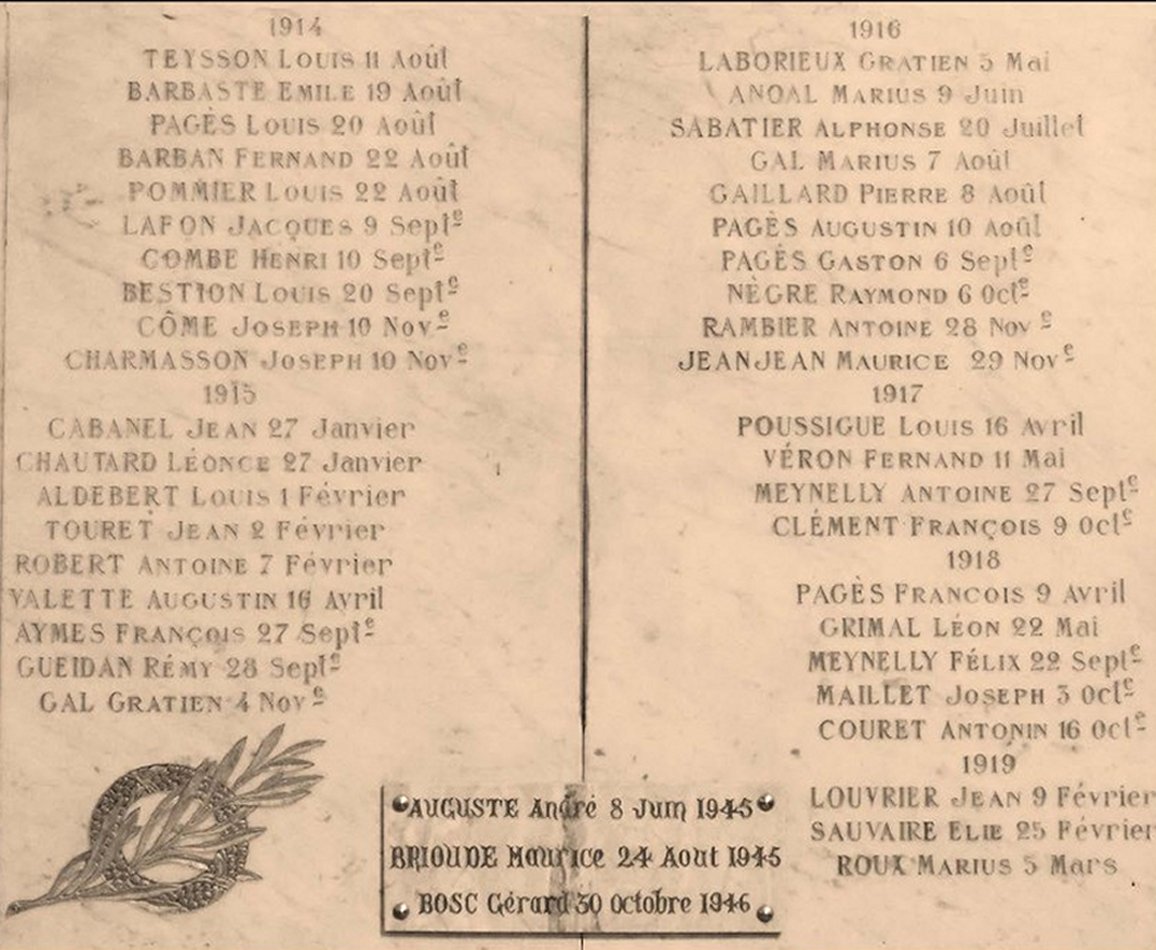 1914
TEYSSON LOUIS 11 Août
BARBASTE EMILE 19 Août
PAGÈS LOUIS 20 Août
BARBAN FERNAND 22 Août
POMMIER LOUIS 22 Août
LAFON JACQUES 9 Septe
COMBE HENRI 10 Septe
BESTION LOUIS 20 Septe
CÔME JOSEPH 10 Nove
CHARMASSON JOSEPH 10 Nove
1915
CABANEL JEAN 27 Janvier
CHAUTARD LÉONCE 27 Janvier
ALDEBERT LOUIS 1 Février
TOURET JEAN 2 Février
ROBERT ANTOINE 7 Février
VALETTE AUGUSTIN 16 Avril
AYMES FRANÇOIS 27 Septe
GUEIDAN RÉMY 28 Septe
GAL GRATIEN 4 Nove
1916
LABORIEUX GRATIEN 5 Mai
ANOAL MARIUS 9 Juin
SABATIER ALPHONSE 20 Juillet
GAL MARIUS 7 Août
GAILLARD PIERRE 8 Août
PAGÈS AUGUSTIN 10 Août
PAGÈS GASTON 6 Septe
NÈGRE RAYMOND 6 Octe
RAMBIER ANTOINE 28 Nove
JEANJEAN MAURICE 29 Nove
1917
POUSSIGUE LOUIS 16 Avril
VÉRON FERNAND 11 Mai
MEYNELLY ANTOINE 27 Septe
CLÉMENT FRANÇOIS 9 Octe
1918
PAGÈS FRANCOIS 9 Avril
GRIMAL LÉON 22 Mai
MEYNELLY FÉLIX 22 Septe
MAILLET JOSEPH 3 Octe
COURET ANTONIN 16 Octe
1919
LOUVRIER JEAN 9 Février
SAUVAIRE ELIE 25 Février
ROUX MARIUS 5 Mars
AUGUSTE André 8 Juin 1945
BRIOUDE Maurice 24 Aout 1945
BOSC Gérard 30 Octobre 1946